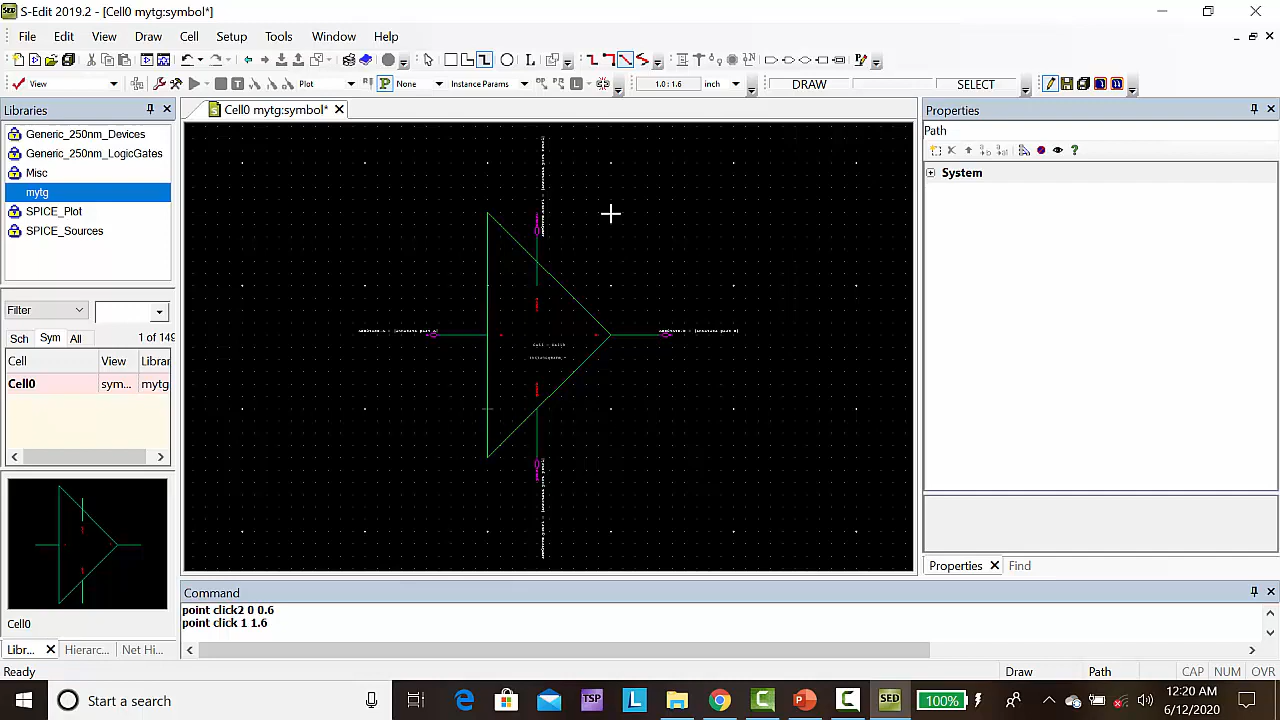 S-Edit 2019.2 - [Cell0 mytg:symbol*]
File Edit View Draw Cell Setup Tools Window Help
View Plot None Instance Params 1.0 : 1.6 inch DRAW SELECT
Libraries
Cell0 mytg:symbol*
Properties
Generic_250nm_Devices
Generic_250nm_LogicGates
Misc
mytg
SPICE_Plot
SPICE_Sources
Path
System
Filter
Sch Sym All 1 of 149
Cell View Librar
Cell0 sym... mytg
Cell0
Properties Find
Command
point click2 0 0.6
point click 1 1.6
Libr... Hierarc... Net Hi...
Ready Draw Path CAP NUM OVR
Start a search
TSP
L
SED
100%
12:20 AM
6/12/2020